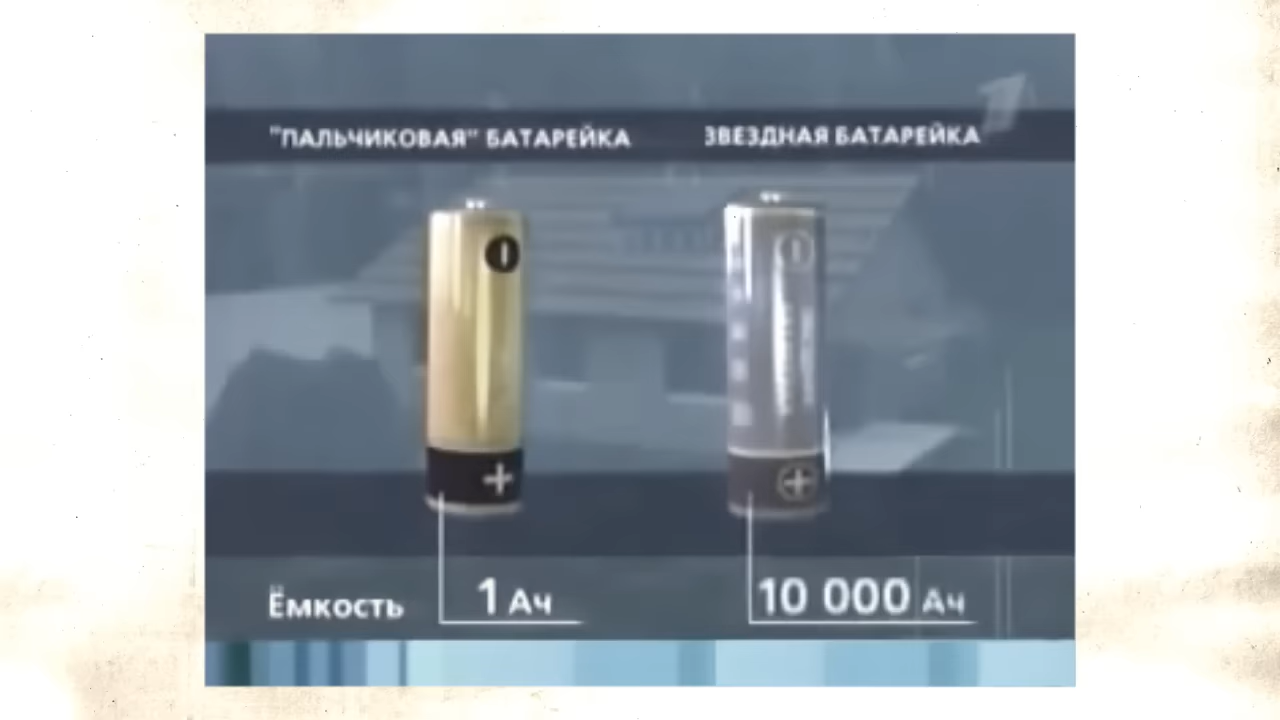 "ПАЛЬЧИКОВАЯ" БАТАРЕЙКА
ЗВЕЗДНАЯ БАТАРЕЙКА
Ёмкость
1 Ач
10 000 Ач